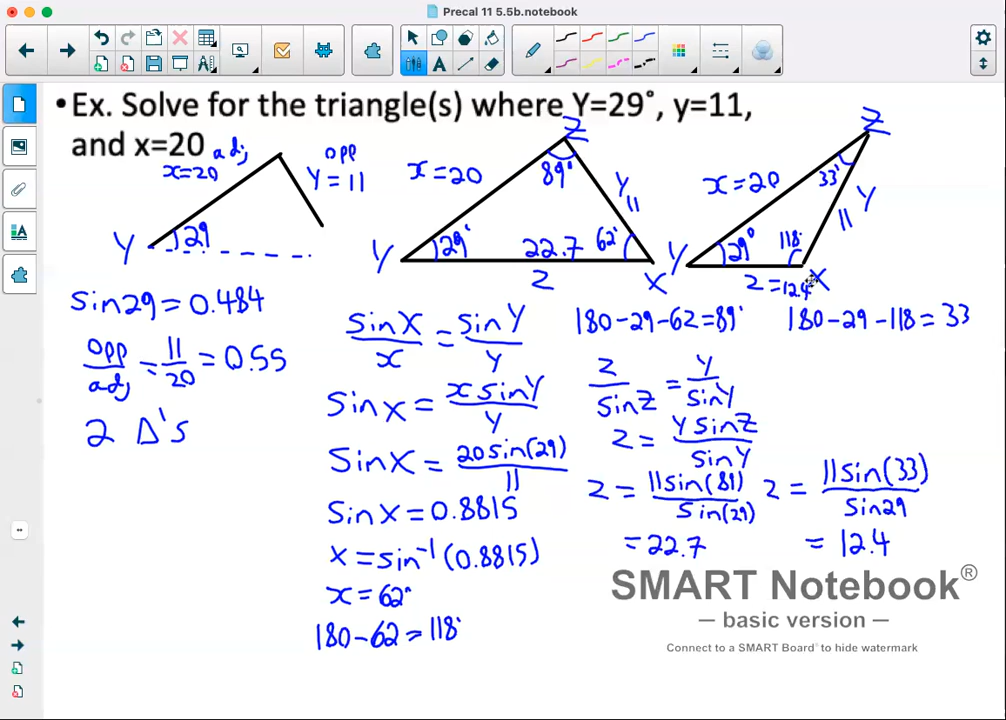 Precal 11 5.5b.notebook
• Ex. Solve for the triangle(s) where Y=29˚, y=11,
and x=20
adj
x=20
opp
y=11
Y
29
x=20
Z
89°
y
11
Y
29°
22.7
62°
z
X
x=20
Z
33°
y
11
Y
29°
118°
z=12.4
X
sin29=0.484
opp/adj = 11/20 = 0.55
2 Δ's
sinX/x = sinY/y
sinX = x sinY/y
sinX = 20sin(29)/11
sinX = 0.8815
x = sin⁻¹(0.8815)
x = 62°
180-62=118°
180-29-62=89°
z/sinZ = y/sinY
z = y sinZ/sinY
z = 11sin(89)/sin(29)
=22.7
180-29-118=33
z = 11sin(33)/sin29
= 12.4
SMART Notebook®
— basic version —
Connect to a SMART Board™ to hide watermark